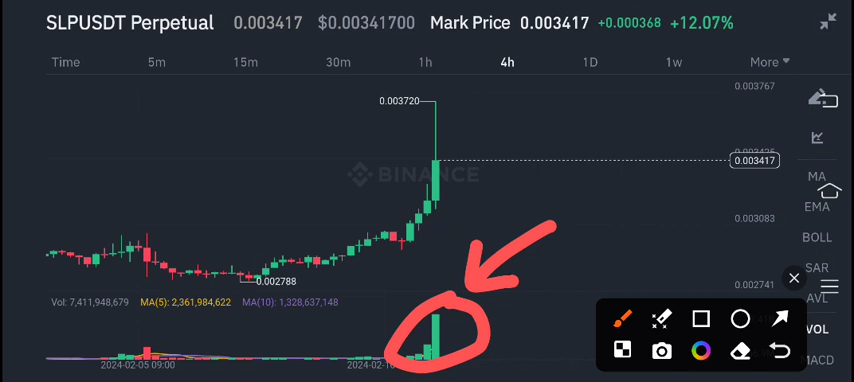 SLPUSDT Perpetual 0.003417 $0.00341700 Mark Price 0.003417 +0.000368 +12.07%
Time 5m 15m 30m 1h 4h 1D 1w More
0.003767
0.003720
0.003417
BINANCE
MA
EMA
0.003083
BOLL
SAR
0.002788
0.002741
AVL
Vol: 7,411,948,679 MA(5): 2,361,984,622 MA(10): 1,328,637,148
VOL
MACD
2024-02-05 09:00